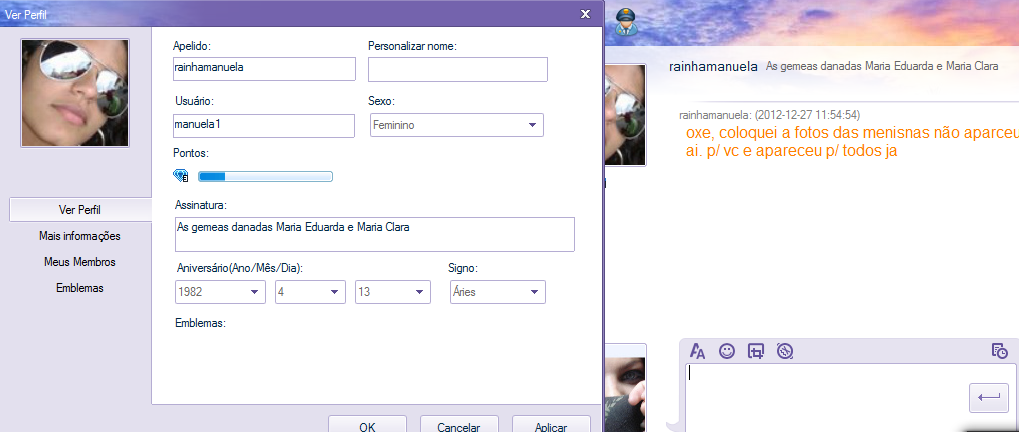 Ver Perfil
Apelido:
Personalizar nome:
rainhamanuela
Usuário:
Sexo:
manuela1
Feminino
Pontos:
Ver Perfil
Mais informações
Meus Membros
Emblemas
Assinatura:
As gemeas danadas Maria Eduarda e Maria Clara
Aniversário(Ano/Mês/Dia):
Signo:
1982
4
13
Áries
Emblemas:
OK
Cancelar
Aplicar
rainhamanuela As gemeas danadas Maria Eduarda e Maria Clara
rainhamanuela: (2012-12-27 11:54:54)
oxe, coloquei a fotos das menisnas não aparceu
ai. p/ vc e apareceu p/ todos ja